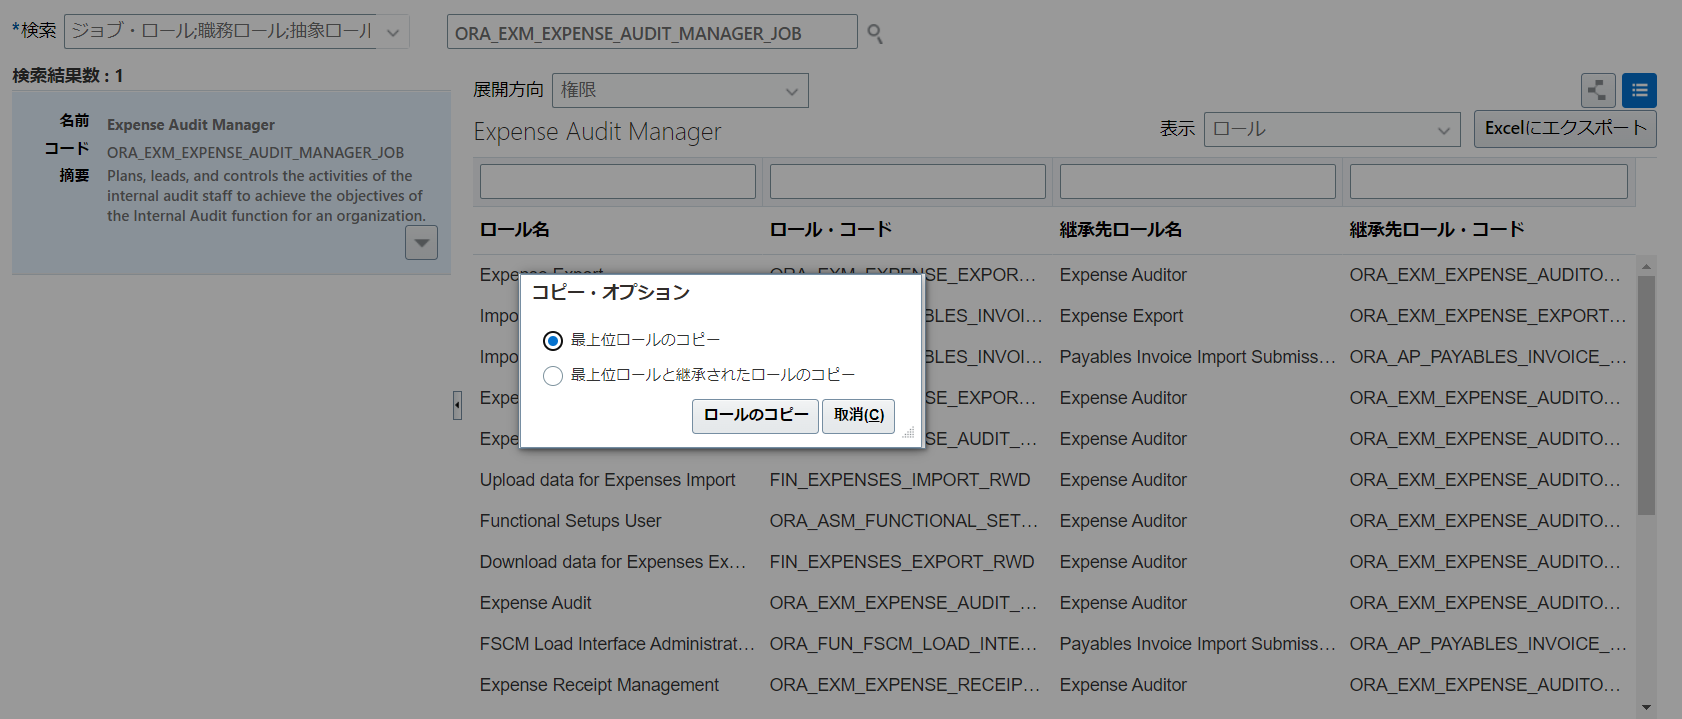 *検索 ジョブ・ロール;職務ロール;抽象ロール ORA_EXM_EXPENSE_AUDIT_MANAGER_JOB
検索結果数 : 1
名前 Expense Audit Manager
コード ORA_EXM_EXPENSE_AUDIT_MANAGER_JOB
摘要 Plans, leads, and controls the activities of the
internal audit staff to achieve the objectives of
the Internal Audit function for an organization.
展開方向 権限
Expense Audit Manager
表示 ロール Excelにエクスポート
ロール名 ロール・コード 継承先ロール名 継承先ロール・コード
Expense Export ORA_EXM_EXPENSE_EXPOR... Expense Auditor ORA_EXM_EXPENSE_AUDITO...
Impo BLES_INVOI... Expense Export ORA_EXM_EXPENSE_EXPORT...
Impo BLES_INVOI... Payables Invoice Import Submiss... ORA_AP_PAYABLES_INVOICE_...
Expe SE_EXPOR... Expense Auditor ORA_EXM_EXPENSE_AUDITO...
Expe SE_AUDIT_... Expense Auditor ORA_EXM_EXPENSE_AUDITO...
Upload data for Expenses Import FIN_EXPENSES_IMPORT_RWD Expense Auditor ORA_EXM_EXPENSE_AUDITO...
Functional Setups User ORA_ASM_FUNCTIONAL_SET... Expense Auditor ORA_EXM_EXPENSE_AUDITO...
Download data for Expenses Ex... FIN_EXPENSES_EXPORT_RWD Expense Auditor ORA_EXM_EXPENSE_AUDITO...
Expense Audit ORA_EXM_EXPENSE_AUDIT_... Expense Auditor ORA_EXM_EXPENSE_AUDITO...
FSCM Load Interface Administrat... ORA_FUN_FSCM_LOAD_INTE... Payables Invoice Import Submiss... ORA_AP_PAYABLES_INVOICE_...
Expense Receipt Management ORA_EXM_EXPENSE_RECEIP... Expense Auditor ORA_EXM_EXPENSE_AUDITO...
コピー・オプション
最上位ロールのコピー
最上位ロールと継承されたロールのコピー
ロールのコピー 取消(C)